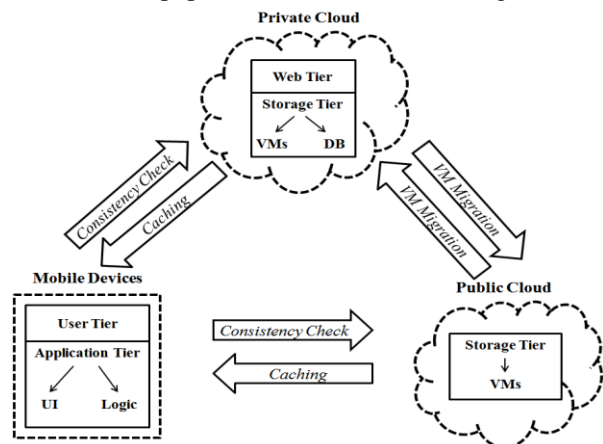 Private Cloud
Web Tier
Storage Tier
VMs DB
Consistency Check
Caching
VM Migration
VM Migration
Mobile Devices
User Tier
Application Tier
UI Logic
Consistency Check
Caching
Public Cloud
Storage Tier
VMs